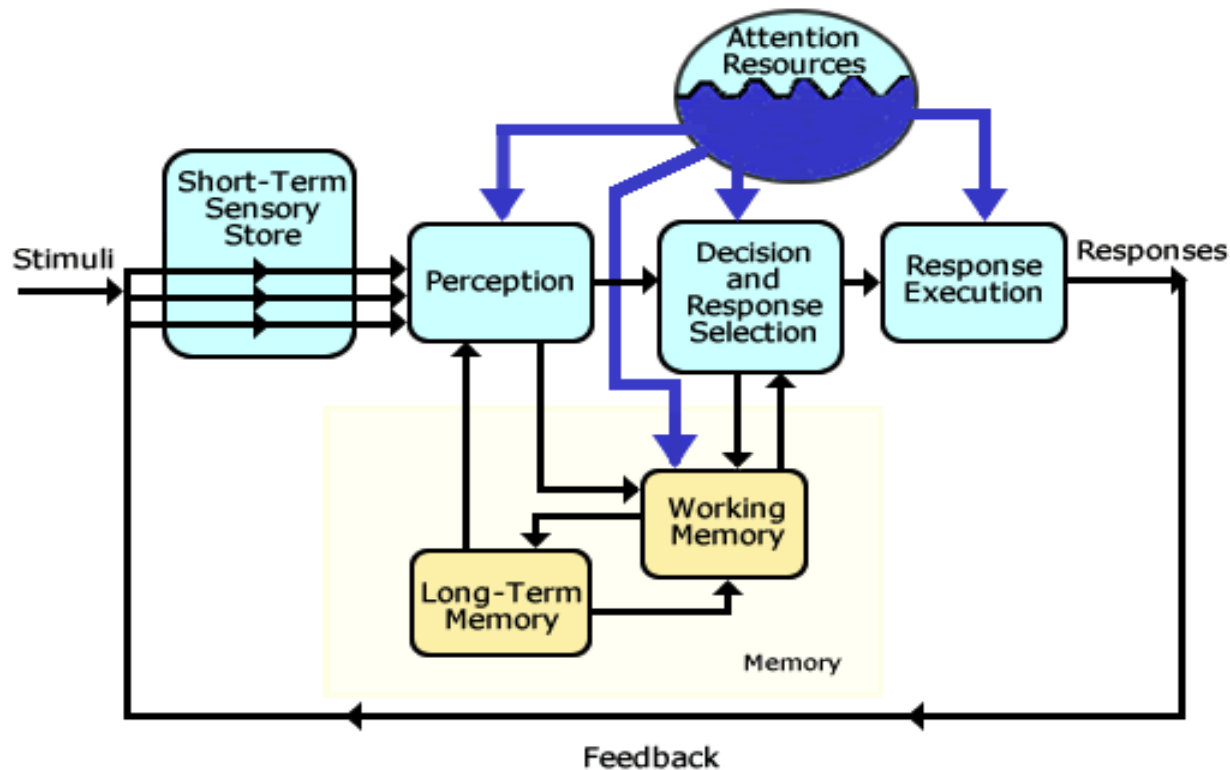 Attention
Resources
Short-Term
Sensory
Store
Stimuli
Perception
Decision
and
Response
Selection
Response
Execution
Responses
Working
Memory
Long-Term
Memory
Memory
Feedback